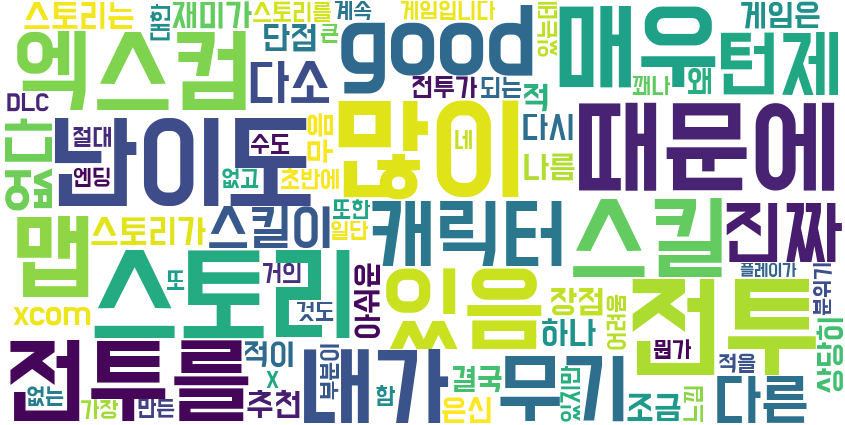 스토리는
대한
재미가
스토리를
계속
게임입니다
있는데
게임은
엑스컴
단점
큰
good
매우
턴제
DLC
다소
전투가
되는
적
꽤나
왜
없다
절대
난이도
수도
음
마
많이
네
다시
때문에
엔딩
없고
초반에
나름
맵
스토리가
스킬이
또한
일단
캐릭터
스킬
진짜
스토리
또
거의
아쉬운
있음
장점
어려움
전투
플레이가
분위기
xcom
것도
하나
상당히
전투를
적이
x
부분이
내가
결국
무기
뭔가
적을
다른
없는
가장
만든
추천
함
은신
있지만
조금
느낌